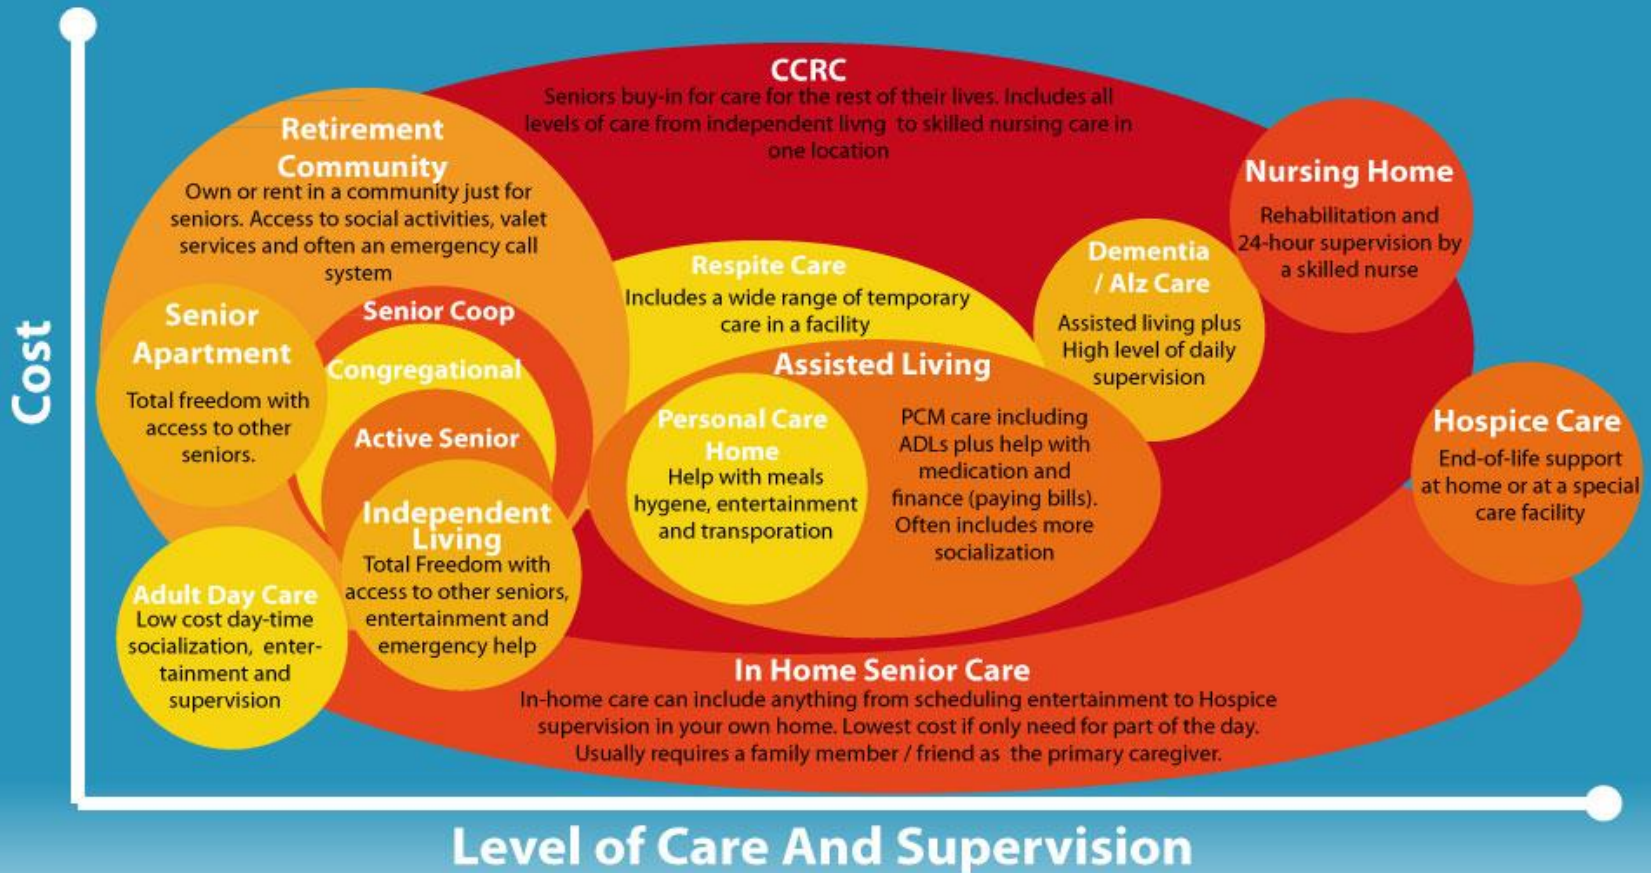 CCRC
Seniors buy-in for care for the rest of their lives. Includes all
levels of care from independent livng to skilled nursing care in
one location
Retirement
Community
Own or rent in a community just for
seniors. Access to social activities, valet
services and often an emergency call
system
Nursing Home
Rehabilitation and
24-hour supervision by
a skilled nurse
Dementia
/ Alz Care
Assisted living plus
High level of daily
supervision
Respite Care
Includes a wide range of temporary
care in a facility
Senior
Apartment
Total freedom with
access to other
seniors.
Senior Coop
Congregational
Active Senior
Independent
Living
Total Freedom with
access to other seniors,
entertainment and
emergency help
Assisted Living
PCM care including
ADLs plus help with
medication and
finance (paying bills).
Often includes more
socialization
Personal Care
Home
Help with meals
hygene, entertainment
and transporation
Hospice Care
End-of-life support
at home or at a special
care facility
Adult Day Care
Low cost day-time
socialization, enter-
tainment and
supervision
In Home Senior Care
In-home care can include anything from scheduling entertainment to Hospice
supervision in your own home. Lowest cost if only need for part of the day.
Usually requires a family member / friend as the primary caregiver.
Cost
Level of Care And Supervision